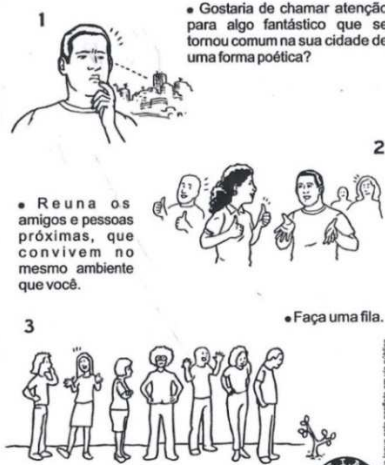 1
• Gostaria de chamar atenção
para algo fantástico que se
tornou comum na sua cidade de
uma forma poética?
2
• Reuna os
amigos e pessoas
próximas, que
convivem no
mesmo ambiente
que você.
3
• Faça uma fila.